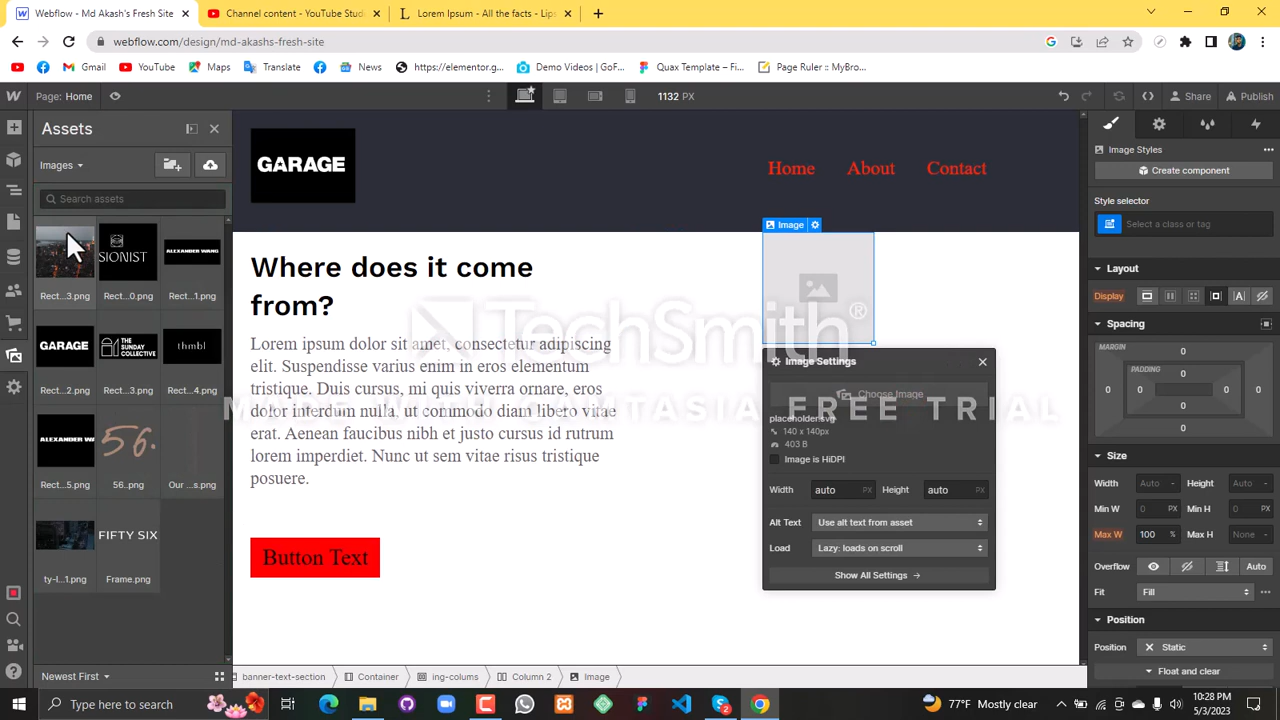 Webflow - Md Akash's Fresh Site
Channel content - YouTube Stud
Lorem Ipsum - All the facts - Lips
webflow.com/design/md-akashs-fresh-site
Gmail
YouTube
Maps
Translate
News
https://elementor.g...
Demo Videos | GoF...
Quax Template – Fi...
Page Ruler :: MyBro...
Page: Home
1132 PX
Share
Publish
Assets
Images
Search assets
Rect...3.png
Rect...0.png
Rect...1.png
Rect...2.png
Rect...3.png
Rect...4.png
Rect...5.png
56..png
Our ...s.png
ty-l...1.png
Frame.png
SIONIST
ALEXANDER WANG
GARAGE
THE SUNDAY COLLECTIVE
thmbl
ALEXANDER WA
56.
FIFTY SIX
Newest First
GARAGE
Home
About
Contact
Image
Where does it come
from?
Lorem ipsum dolor sit amet, consectetur adipiscing
elit. Suspendisse varius enim in eros elementum
tristique. Duis cursus, mi quis viverra ornare, eros
dolor interdum nulla, ut commodo diam libero vitae
erat. Aenean faucibus nibh et justo cursus id rutrum
lorem imperdiet. Nunc ut sem vitae risus tristique
posuere.
Button Text
TechSmith®
MADE WITH CAMTASIA FREE TRIAL
Image Settings
Choose Image
placeholder.svg
140 x 140px
403 B
Image is HiDPI
Width auto PX Height auto PX
Alt Text Use alt text from asset
Load Lazy: loads on scroll
Show All Settings
banner-text-section
Container
ing-colums
Column 2
Image
Image Styles
Create component
Style selector
Select a class or tag
Layout
Display
Spacing
MARGIN
0
PADDING
0
0 0 0 0
0
0
Size
Width Auto - Height Auto -
Min W 0 PX Min H 0 PX
Max W 100 % Max H None -
Overflow Auto
Fit Fill
Position
Position Static
Float and clear
Type here to search
77°F Mostly clear
10:28 PM
5/3/2023